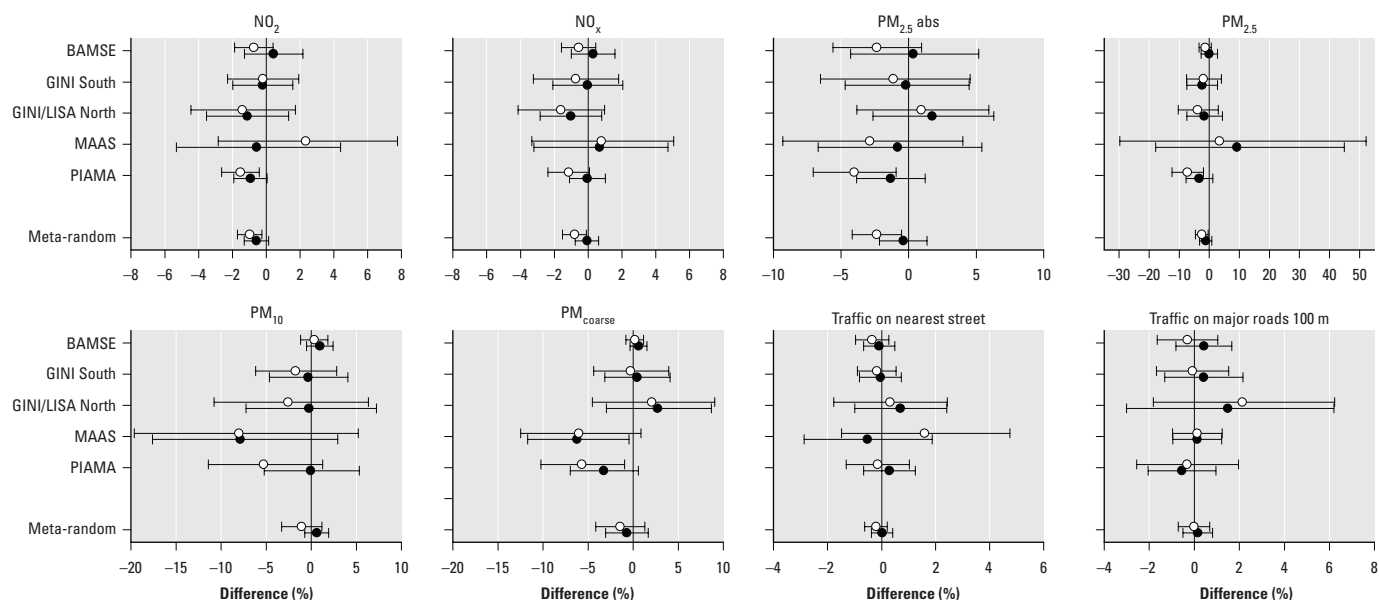 NO2
NOx
PM2.5 abs
PM2.5
BAMSE
GINI South
GINI/LISA North
MAAS
PIAMA
Meta-random
–8 –6 –4 –2 0 2 4 6 8
–8 –6 –4 –2 0 2 4 6 8
–10 –5 0 5 10
–30 –20 –10 0 10 20 30 40 50
PM10
PMcoarse
Traffic on nearest street
Traffic on major roads 100 m
BAMSE
GINI South
GINI/LISA North
MAAS
PIAMA
Meta-random
–20 –15 –10 –5 0 5 10
–20 –15 –10 –5 0 5 10
–4 –2 0 2 4 6
–4 –2 0 2 4 6 8
Difference (%)
Difference (%)
Difference (%)
Difference (%)